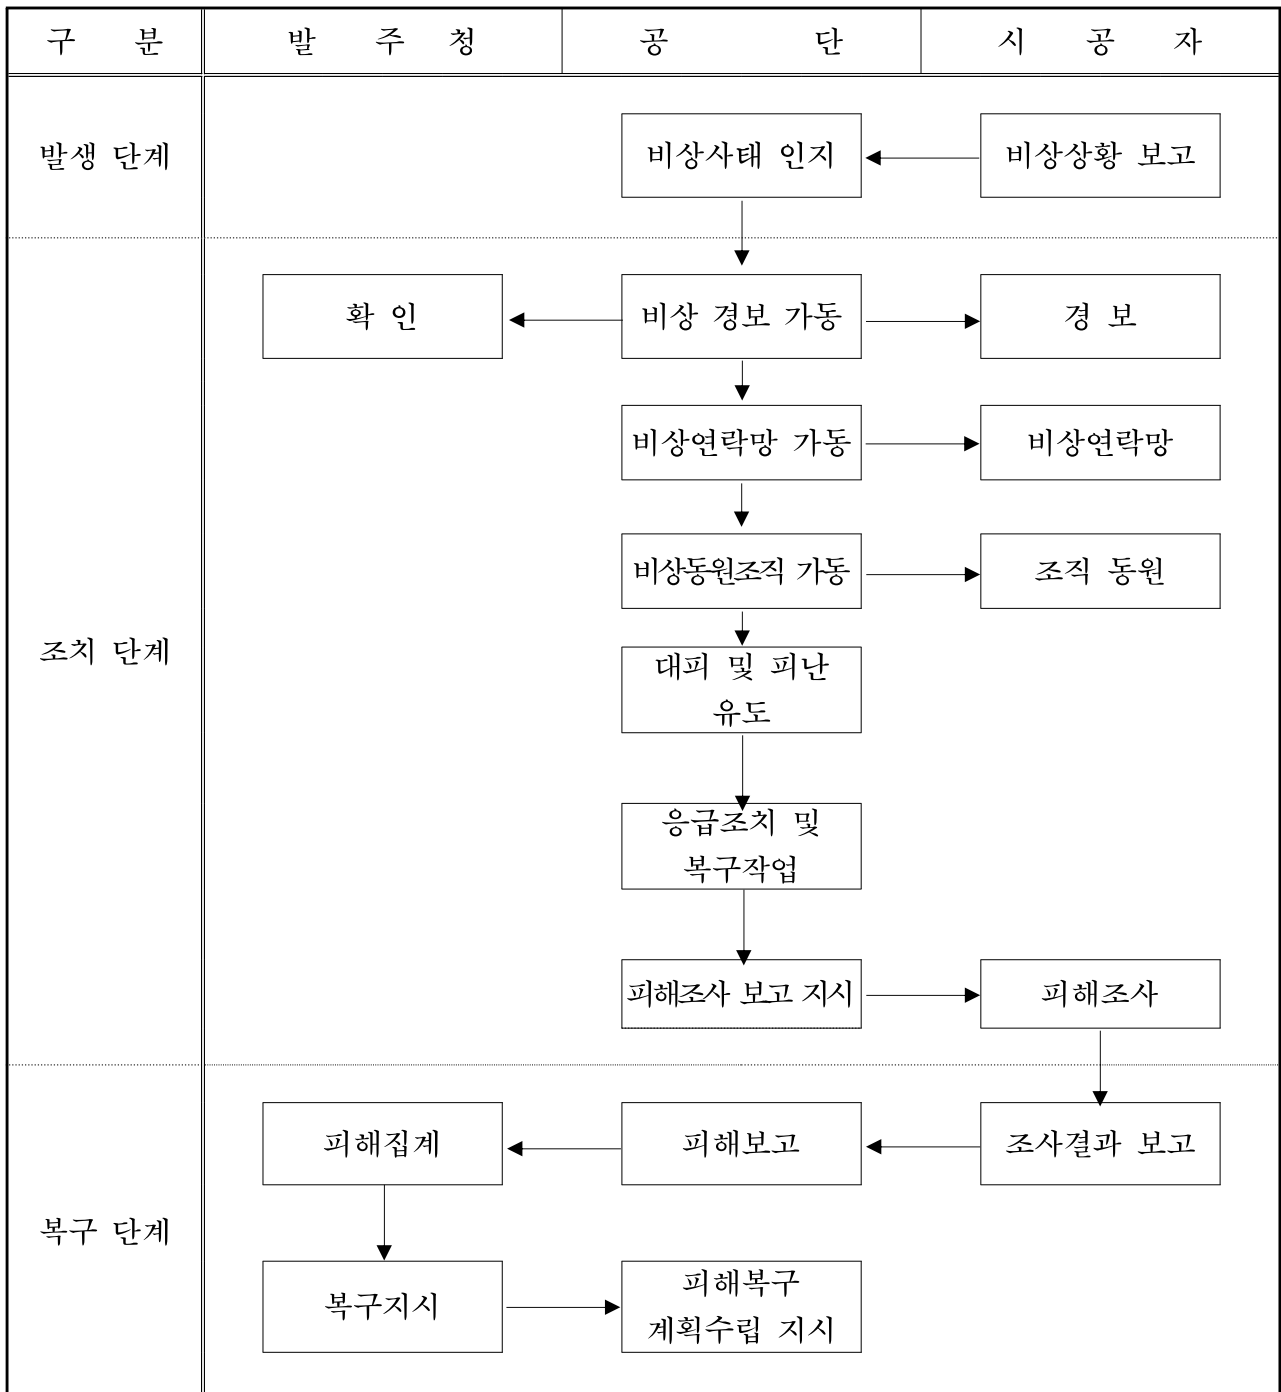 구 분 발 주 청 공 단 시 공 자
발생 단계
비상사태 인지
비상상황 보고
확 인
비상 경보 가동
경 보
비상연락망 가동
비상연락망
비상동원조직 가동
조직 동원
조치 단계
대피 및 피난
유도
응급조치 및
복구작업
피해조사 보고 지시
피해조사
피해집계
피해보고
조사결과 보고
복구 단계
복구지시
피해복구
계획수립 지시